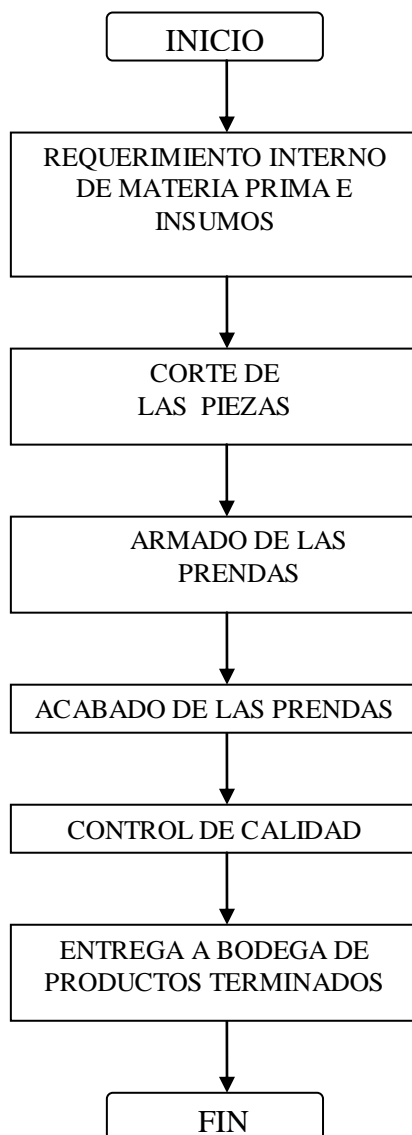 INICIO
REQUERIMIENTO INTERNO
DE MATERIA PRIMA E
INSUMOS
CORTE DE
LAS PIEZAS
ARMADO DE LAS
PRENDAS
ACABADO DE LAS PRENDAS
CONTROL DE CALIDAD
ENTREGA A BODEGA DE
PRODUCTOS TERMINADOS
FIN